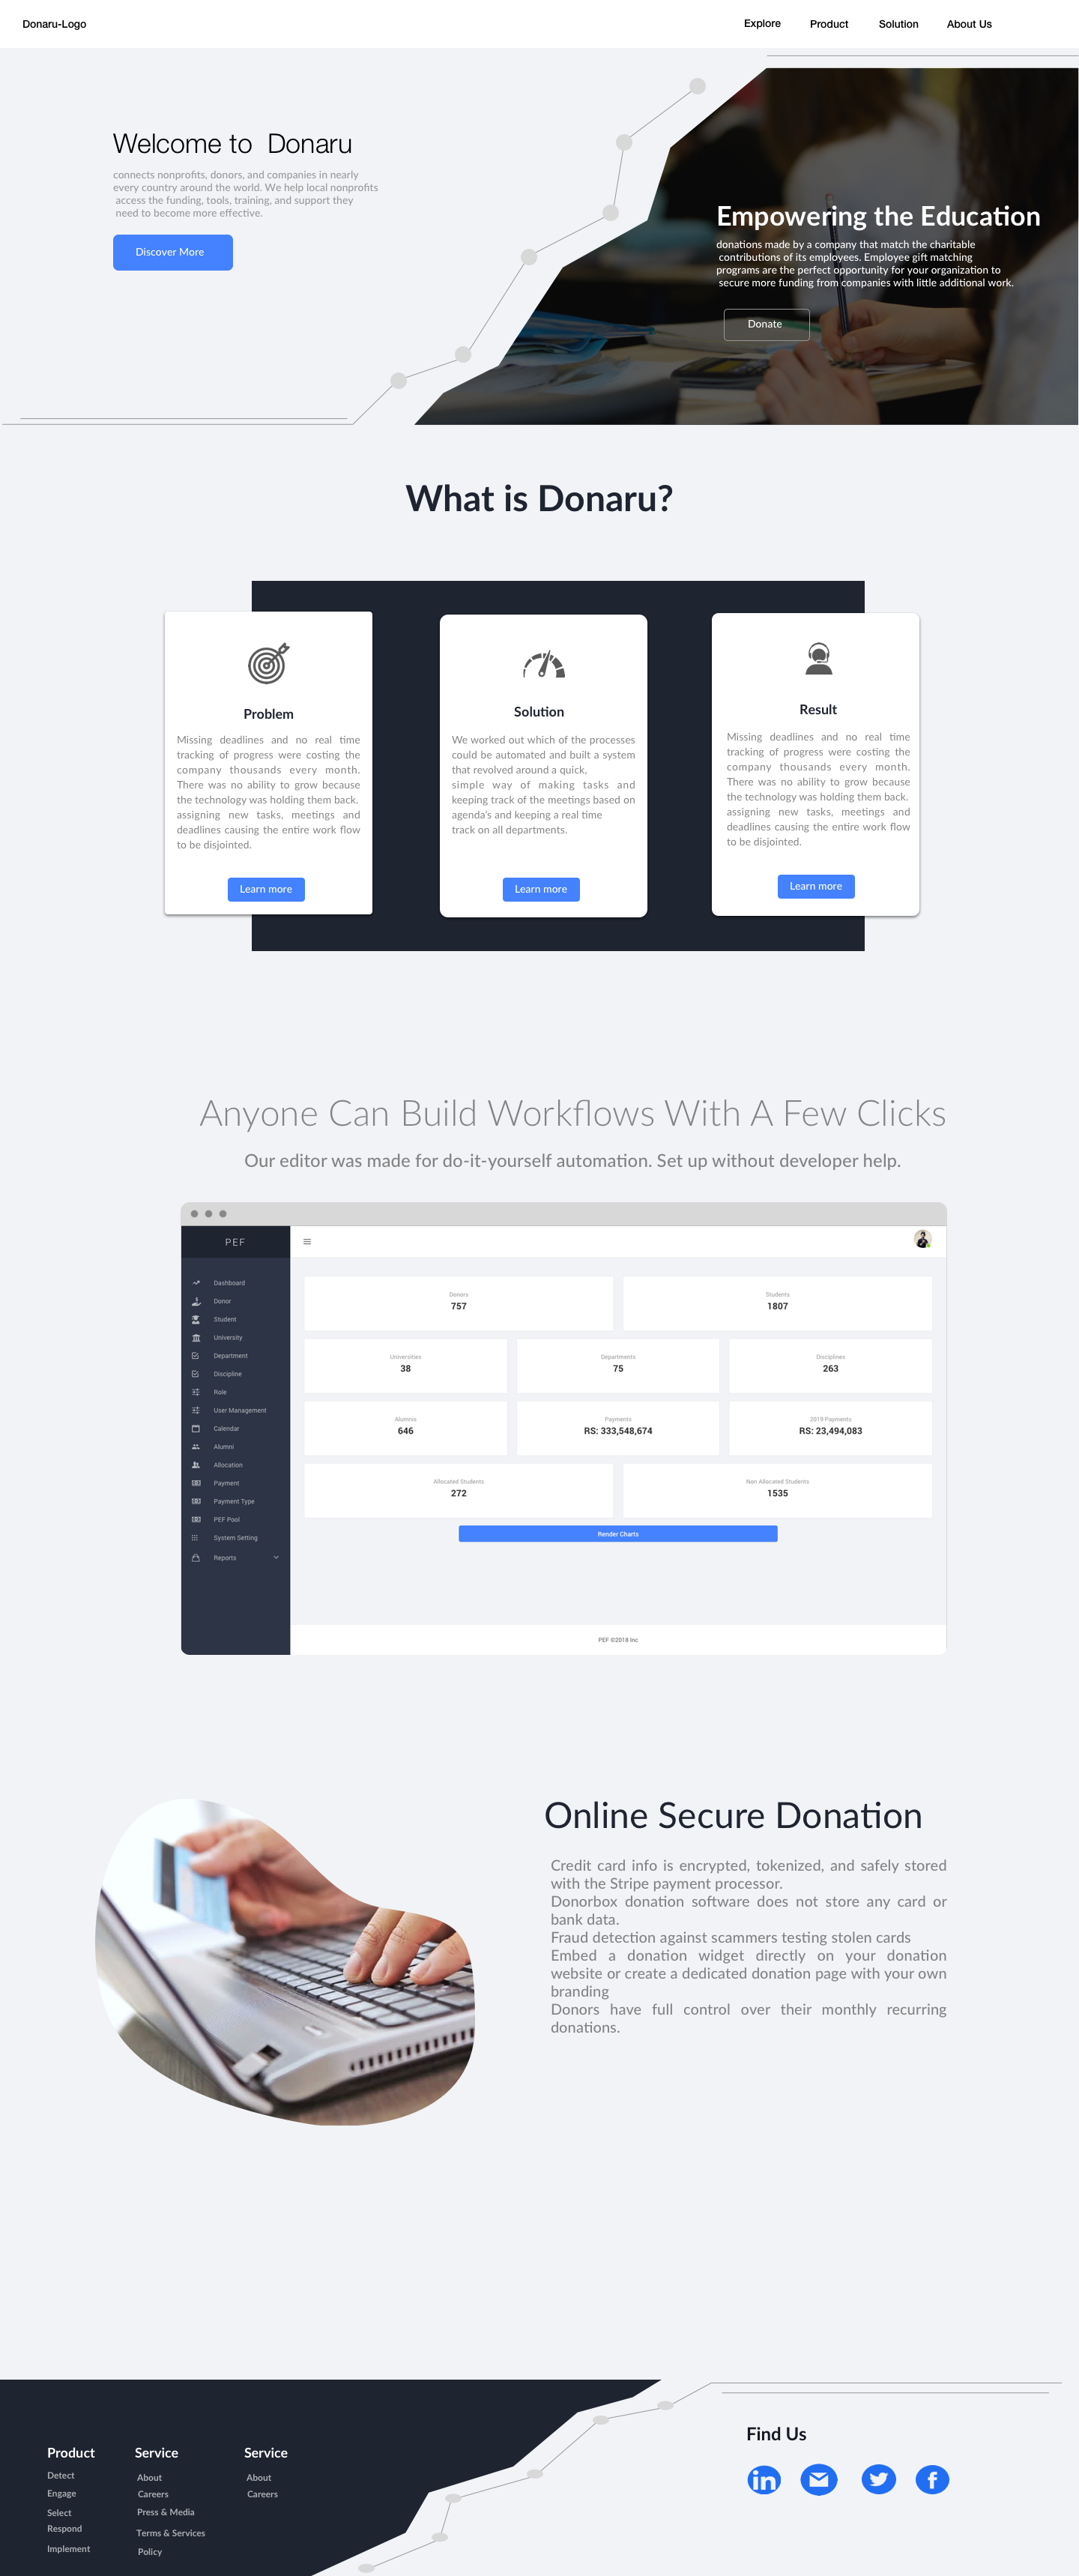 Donaru-Logo
Explore
Product
Solution
About Us
Welcome to Donaru
connects nonprofits, donors, and companies in nearly
every country around the world. We help local nonprofits
access the funding, tools, training, and support they
need to become more effective.
Discover More
Empowering the Education
donations made by a company that match the charitable
contributions of its employees. Employee gift matching
programs are the perfect opportunity for your organization to
secure more funding from companies with little additional work.
Donate
What is Donaru?
Problem
Missing deadlines and no real time
tracking of progress were costing the
company thousands every month.
There was no ability to grow because
the technology was holding them back.
assigning new tasks, meetings and
deadlines causing the entire work flow
to be disjointed.
Learn more
Solution
We worked out which of the processes
could be automated and built a system
that revolved around a quick,
simple way of making tasks and
keeping track of the meetings based on
agenda's and keeping a real time
track on all departments.
Learn more
Result
Missing deadlines and no real time
tracking of progress were costing the
company thousands every month.
There was no ability to grow because
the technology was holding them back.
assigning new tasks, meetings and
deadlines causing the entire work flow
to be disjointed.
Learn more
Anyone Can Build Workflows With A Few Clicks
Our editor was made for do-it-yourself automation. Set up without developer help.
PEF
Dashboard
Donor
Student
University
Department
Discipline
Role
User Management
Calendar
Alumni
Allocation
Payment
Payment Type
PEF Pool
System Setting
Reports
Donors
757
Students
1807
Universities
38
Departments
75
Disciplines
263
Alumnis
646
Payments
RS: 333,548,674
2019 Payments
RS: 23,494,083
Allocated Students
272
Non Allocated Students
1535
Render Charts
PEF ©2018 Inc
Online Secure Donation
Credit card info is encrypted, tokenized, and safely stored
with the Stripe payment processor.
Donorbox donation software does not store any card or
bank data.
Fraud detection against scammers testing stolen cards
Embed a donation widget directly on your donation
website or create a dedicated donation page with your own
branding
Donors have full control over their monthly recurring
donations.
Product
Detect
Engage
Select
Respond
Implement
Service
About
Careers
Press & Media
Terms & Services
Policy
Service
About
Careers
Find Us